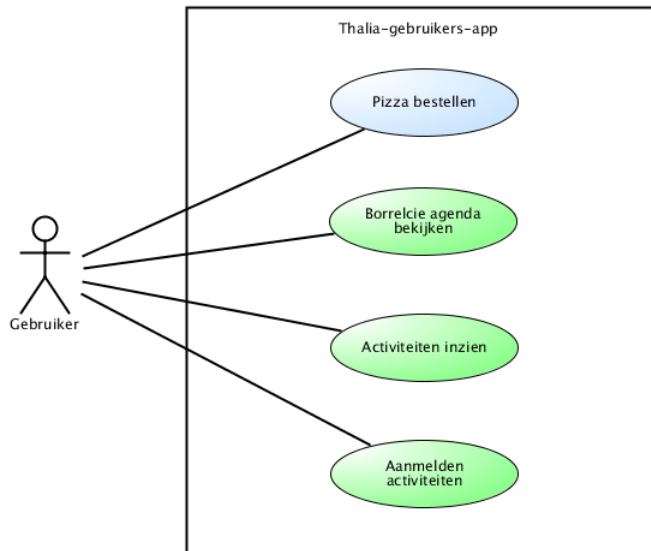 Thalia-gebruikers-app
Pizza bestellen
Borrelcie agenda
bekijken
Gebruiker
Activiteiten inzien
Aanmelden
activiteiten